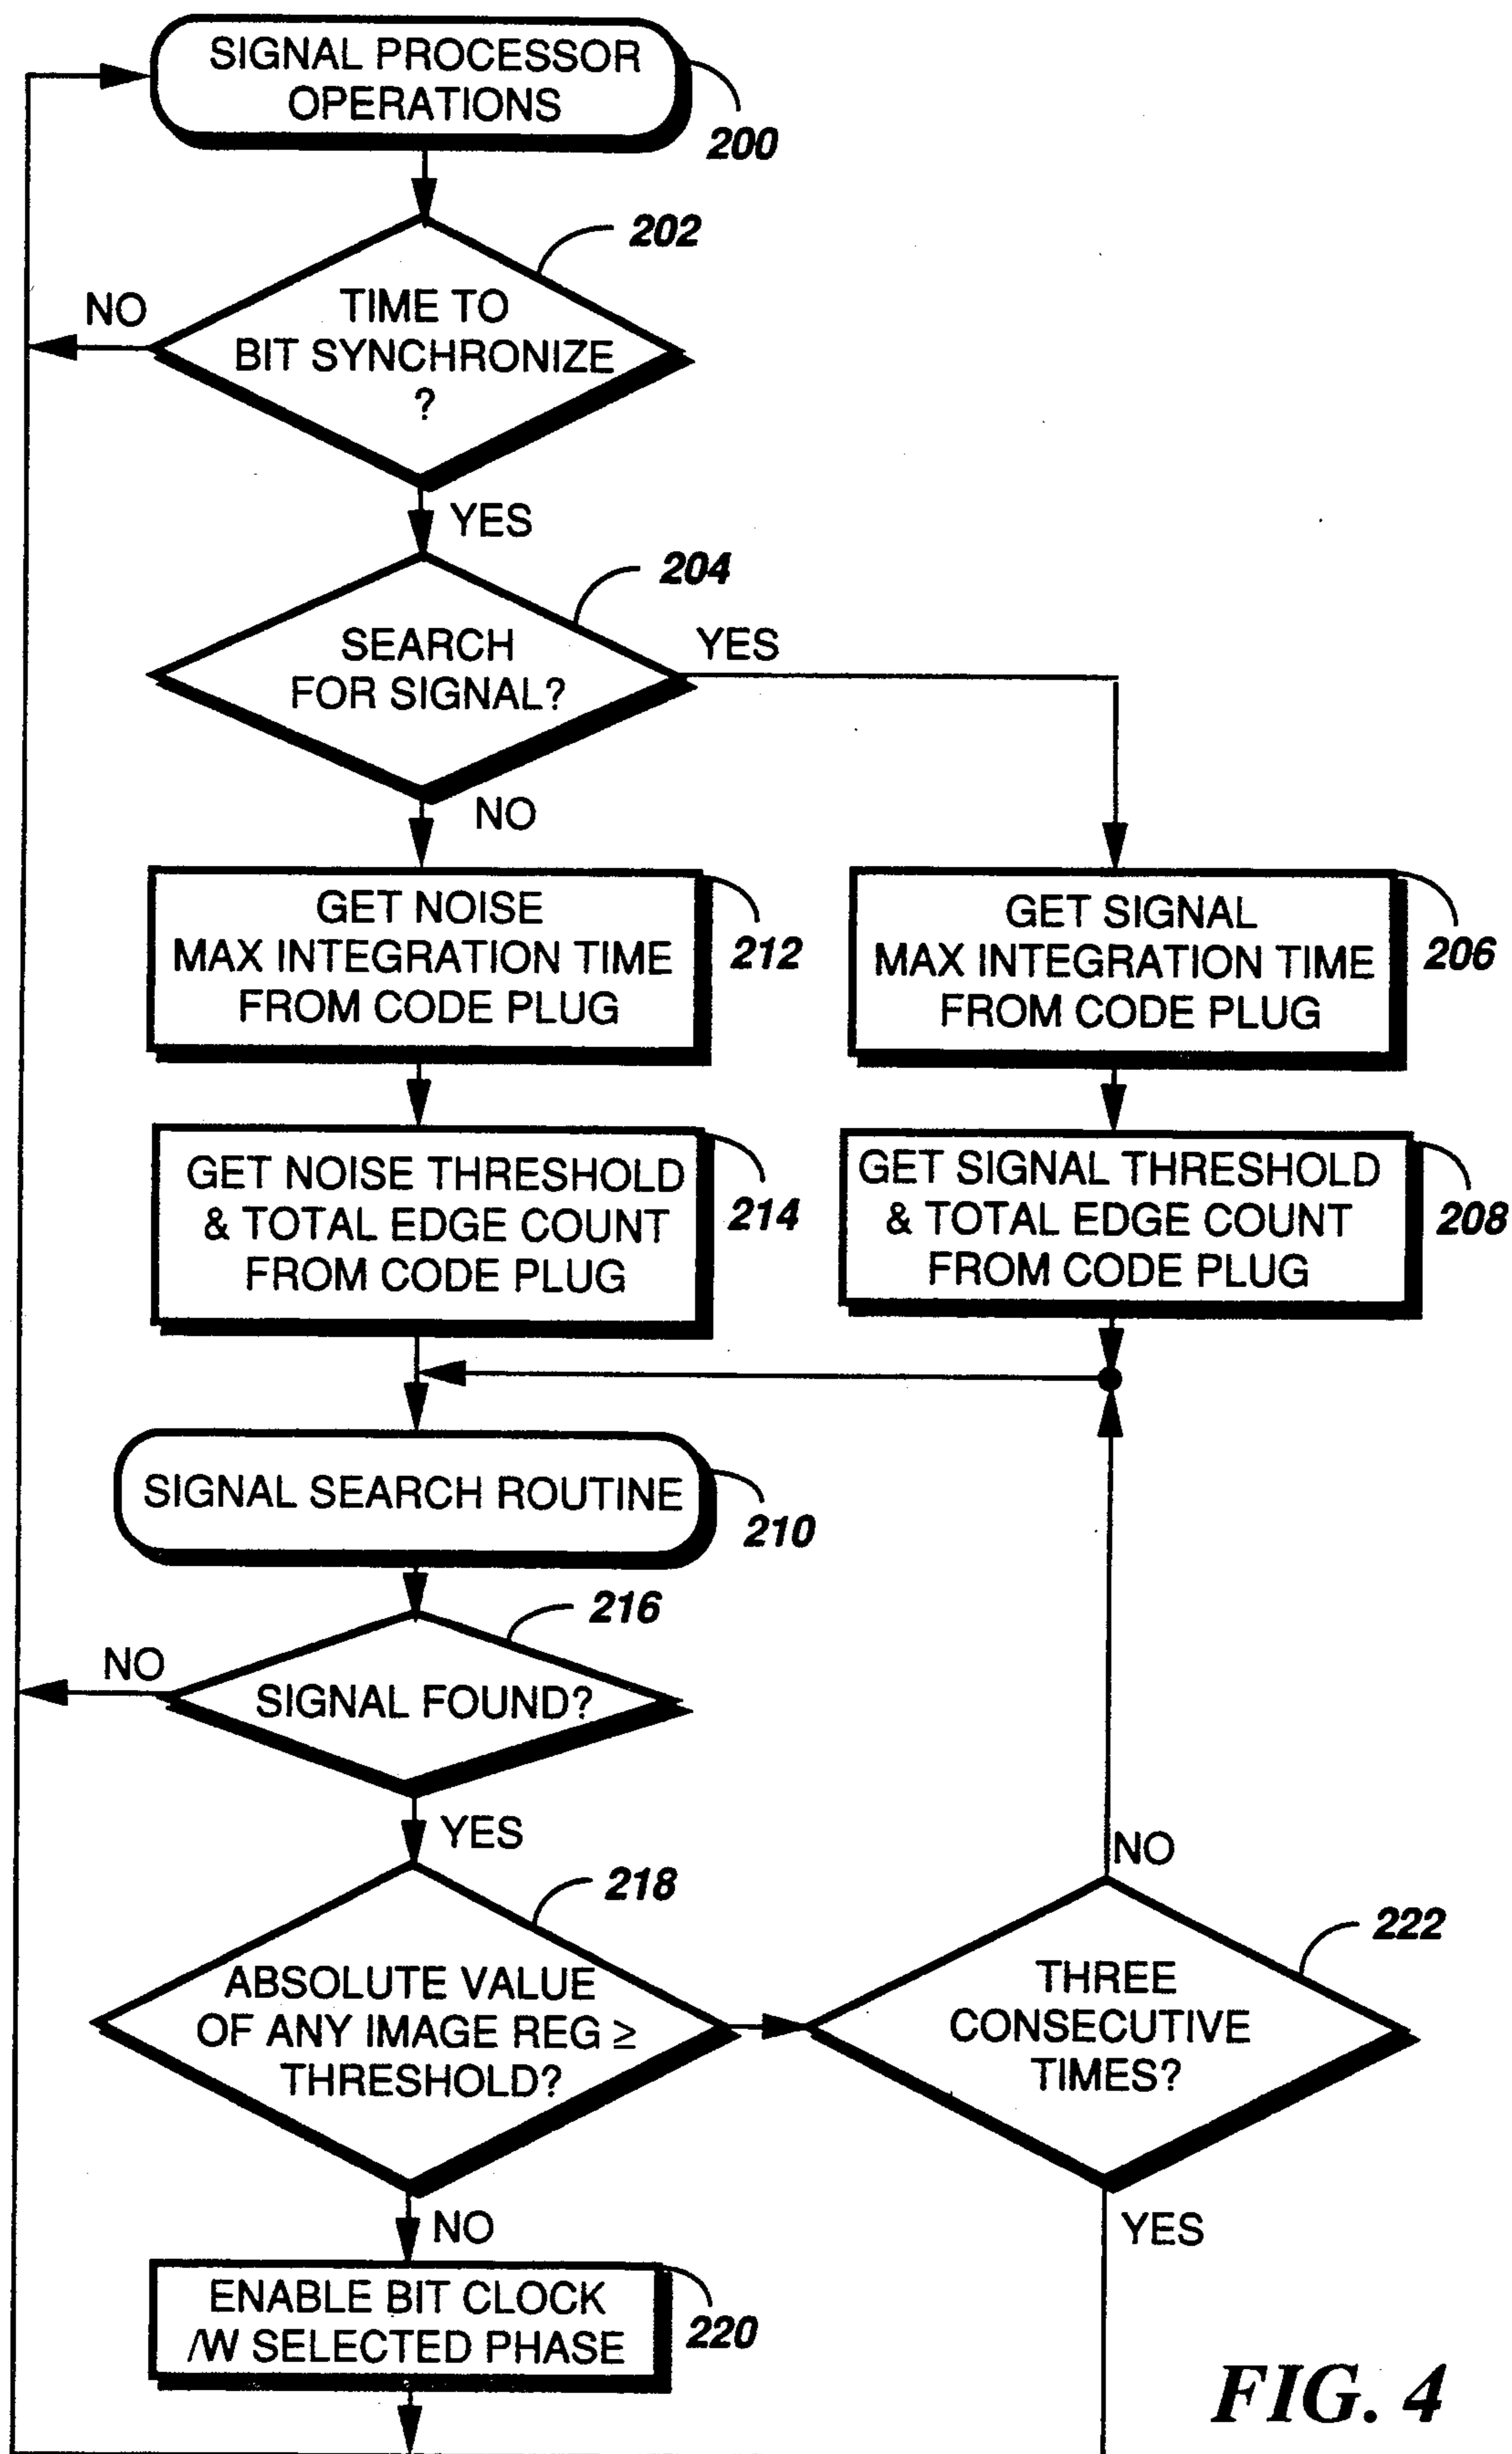 SIGNAL PROCESSOR
OPERATIONS
200
202
TIME TO
BIT SYNCHRONIZE
?
NO
YES
204
SEARCH
FOR SIGNAL?
YES
NO
GET NOISE
MAX INTEGRATION TIME
FROM CODE PLUG
212
GET SIGNAL
MAX INTEGRATION TIME
FROM CODE PLUG
206
GET NOISE THRESHOLD
& TOTAL EDGE COUNT
FROM CODE PLUG
214
GET SIGNAL THRESHOLD
& TOTAL EDGE COUNT
FROM CODE PLUG
208
SIGNAL SEARCH ROUTINE
210
216
NO
SIGNAL FOUND?
YES
218
ABSOLUTE VALUE
OF ANY IMAGE REG ≥
THRESHOLD?
NO
222
THREE
CONSECUTIVE
TIMES?
NO
YES
ENABLE BIT CLOCK
/W SELECTED PHASE
220
FIG. 4